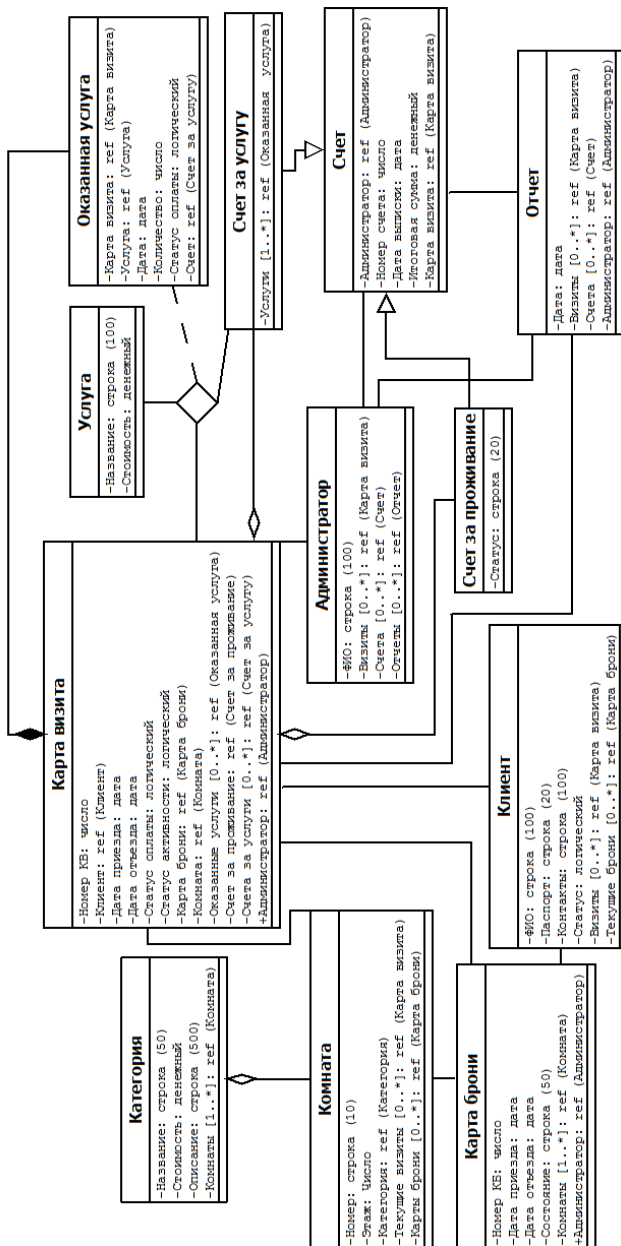 Категория
-Название: строка (50)
-Стоимость: денежный
-Описание: строка (500)
-Комнаты [1..*]: ref (Комната)
Карта визита
-Номер КВ: число
-Клиент: ref (Клиент)
-Дата приезда: дата
-Дата отъезда: дата
-Статус оплаты: логический
-Статус активности: логический
-Карта брони: ref (Карта брони)
-Комната: ref (Комната)
-Оказанные услуги [0..*]: ref (Оказанная услуга)
-Счет за проживание: ref (Счет за проживание)
-Счета за услуги [0..*]: ref (Счет за услугу)
+Администратор: ref (Администратор)
Услуга
-Название: строка (100)
-Стоимость: денежный
Оказанная услуга
-Карта визита: ref (Карта визита)
-Услуга: ref (Услуга)
-Дата: дата
-Количество: число
-Статус оплаты: логический
-Счет: ref (Счет за услугу)
Счет за услугу
-Услуги [1..*]: ref (Оказанная услуга)
Комната
-Номер: строка (10)
-Этаж: Число
-Категория: ref (Категория)
-Текущие визиты [0..*]: ref (Карта визита)
-Карты брони [0..*]: ref (Карта брони)
Администратор
-ФИО: строка (100)
-Визиты [0..*]: ref (Карта визита)
-Счета [0..*]: ref (Счет)
-Отчеты [0..*]: ref (Отчет)
Счет
-Администратор: ref (Администратор)
-Номер счета: число
-Дата выписки: дата
-Итоговая сумма: денежный
-Карта визита: ref (Карта визита)
Карта брони
-Номер КБ: число
-Дата приезда: дата
-Дата отъезда: дата
-Состояние: строка (50)
-Комнаты [1..*]: ref (Комната)
+Администратор: ref (Администратор)
Клиент
-ФИО: строка (100)
-Паспорт: строка (20)
-Контакты: строка (100)
-Статус: логический
-Визиты [0..*]: ref (Карта визита)
-Текущие брони [0..*]: ref (Карта брони)
Счет за проживание
-Статус: строка (20)
Отчет
-Дата: дата
-Визиты [0..*]: ref (Карта визита)
-Счета [0..*]: ref (Счет)
-Администратор: ref (Администратор)